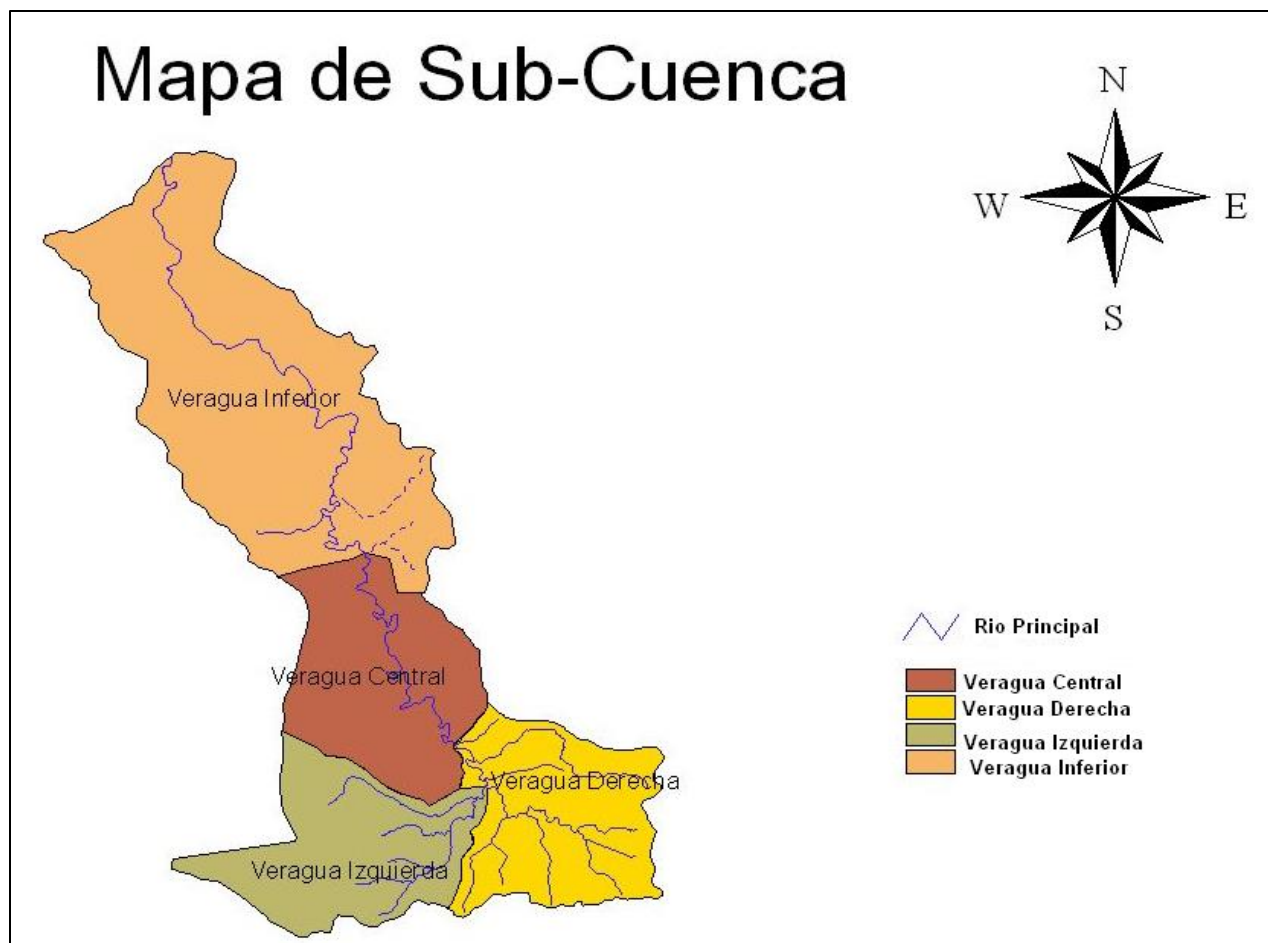 Mapa de Sub-Cuenca
N
W
E
S
Veragua Inferior
Veragua Central
Veragua Derecha
Veragua Izquierda
Rio Principal
Veragua Central
Veragua Derecha
Veragua Izquierda
Veragua Inferior